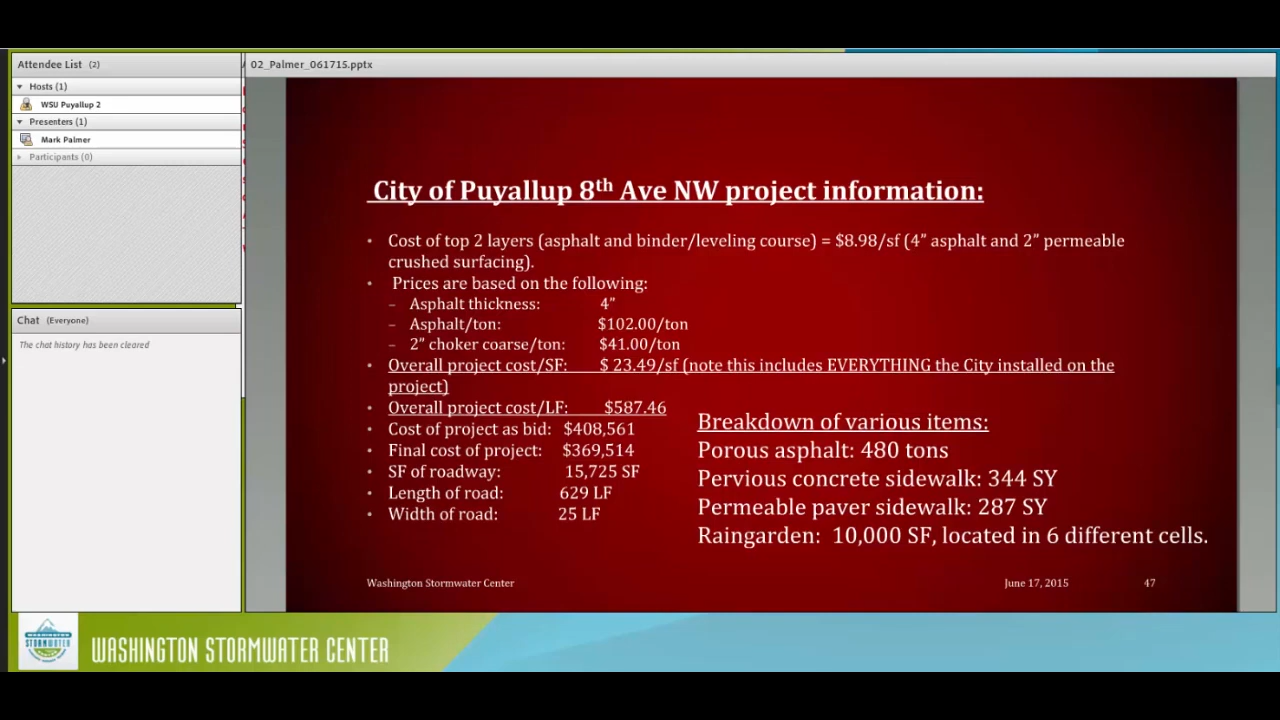 Attendee List (2)
Hosts (1)
WSU Puyallup 2
Presenters (1)
Mark Palmer
Participants (0)
Chat (Everyone)
The chat history has been cleared
02_Palmer_061715.pptx
City of Puyallup 8th Ave NW project information:
• Cost of top 2 layers (asphalt and binder/leveling course) = $8.98/sf (4” asphalt and 2” permeable
crushed surfacing).
• Prices are based on the following:
– Asphalt thickness: 4”
– Asphalt/ton: $102.00/ton
– 2” choker coarse/ton: $41.00/ton
• Overall project cost/SF: $ 23.49/sf (note this includes EVERYTHING the City installed on the
project)
• Overall project cost/LF: $587.46
• Cost of project as bid: $408,561
• Final cost of project: $369,514
• SF of roadway: 15,725 SF
• Length of road: 629 LF
• Width of road: 25 LF
Breakdown of various items:
Porous asphalt: 480 tons
Pervious concrete sidewalk: 344 SY
Permeable paver sidewalk: 287 SY
Raingarden: 10,000 SF, located in 6 different cells.
Washington Stormwater Center
June 17, 2015
47
WASHINGTON STORMWATER CENTER